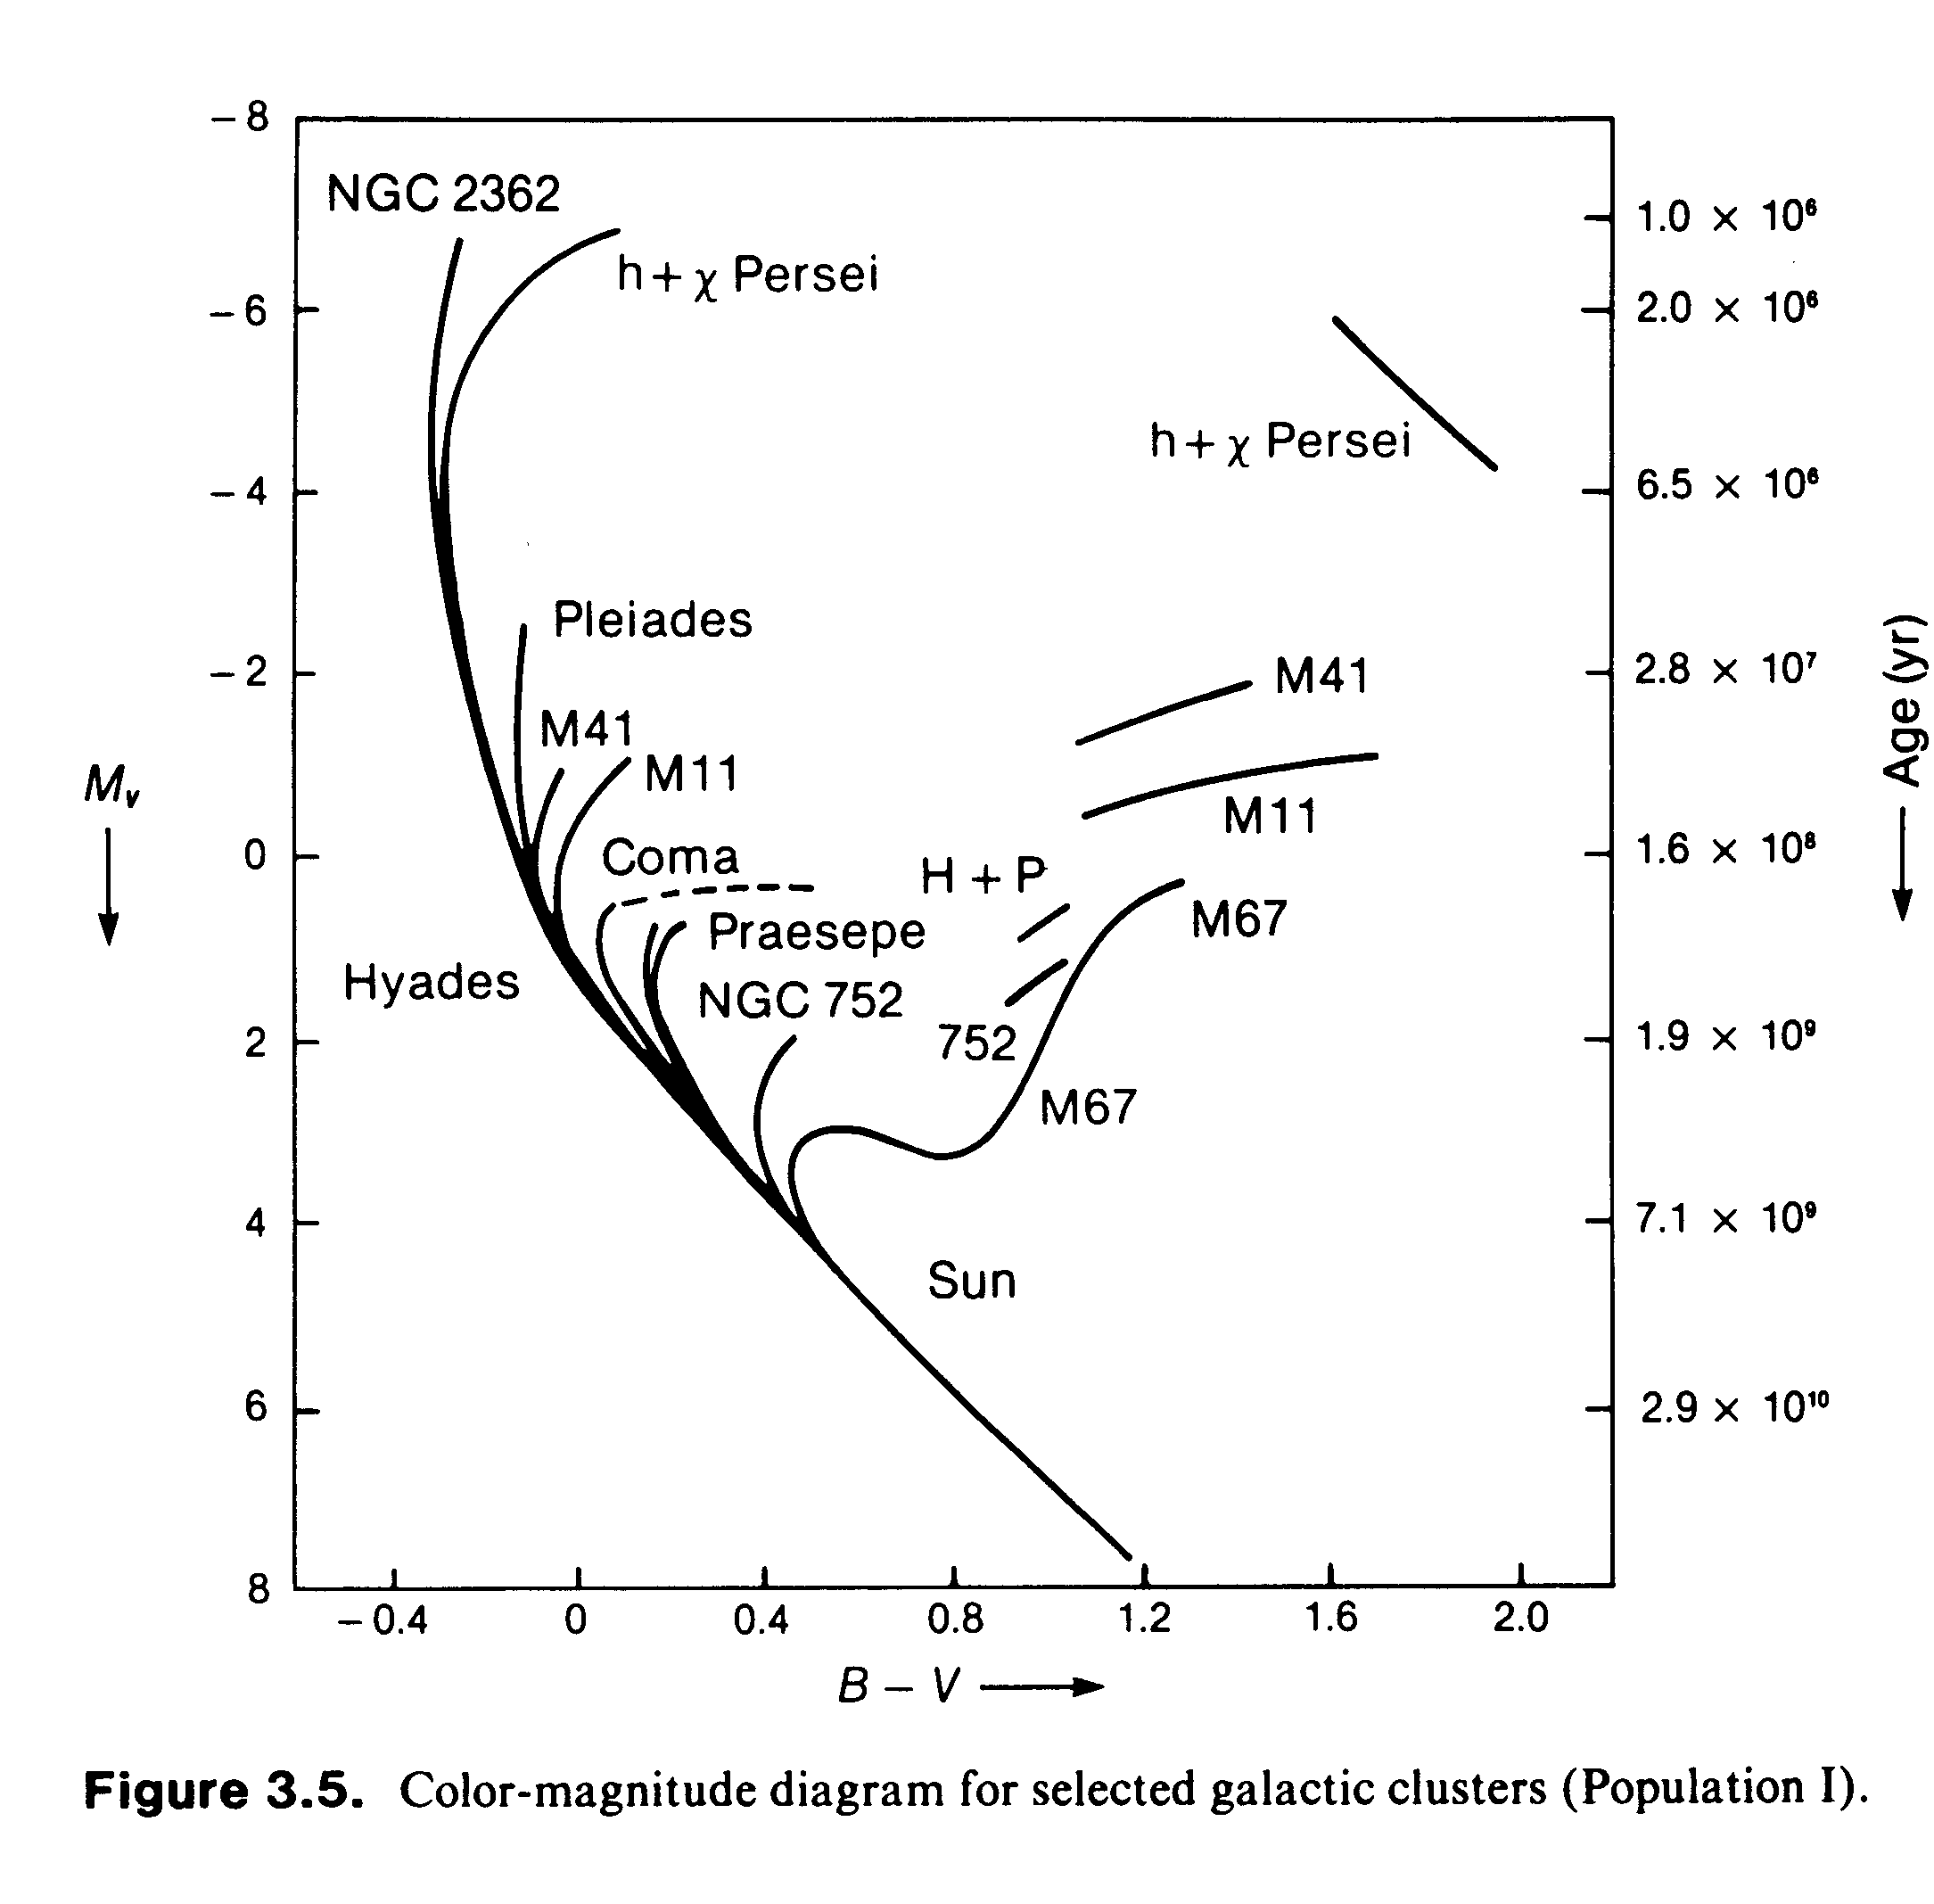 −8
NGC 2362
1.0 × 10⁶
h + χ Persei
−6
2.0 × 10⁶
h + χ Persei
−4
6.5 × 10⁶
Pleiades
−2
M41
2.8 × 10⁷
Age (yr)
M41
M11
Mᵥ
M11
0
Coma
H + P
1.6 × 10⁸
Praesepe
M67
Hyades
NGC 752
2
752
1.9 × 10⁹
M67
4
7.1 × 10⁹
Sun
6
2.9 × 10¹⁰
8
−0.4 0 0.4 0.8 1.2 1.6 2.0
B − V
Figure 3.5. Color-magnitude diagram for selected galactic clusters (Population I).